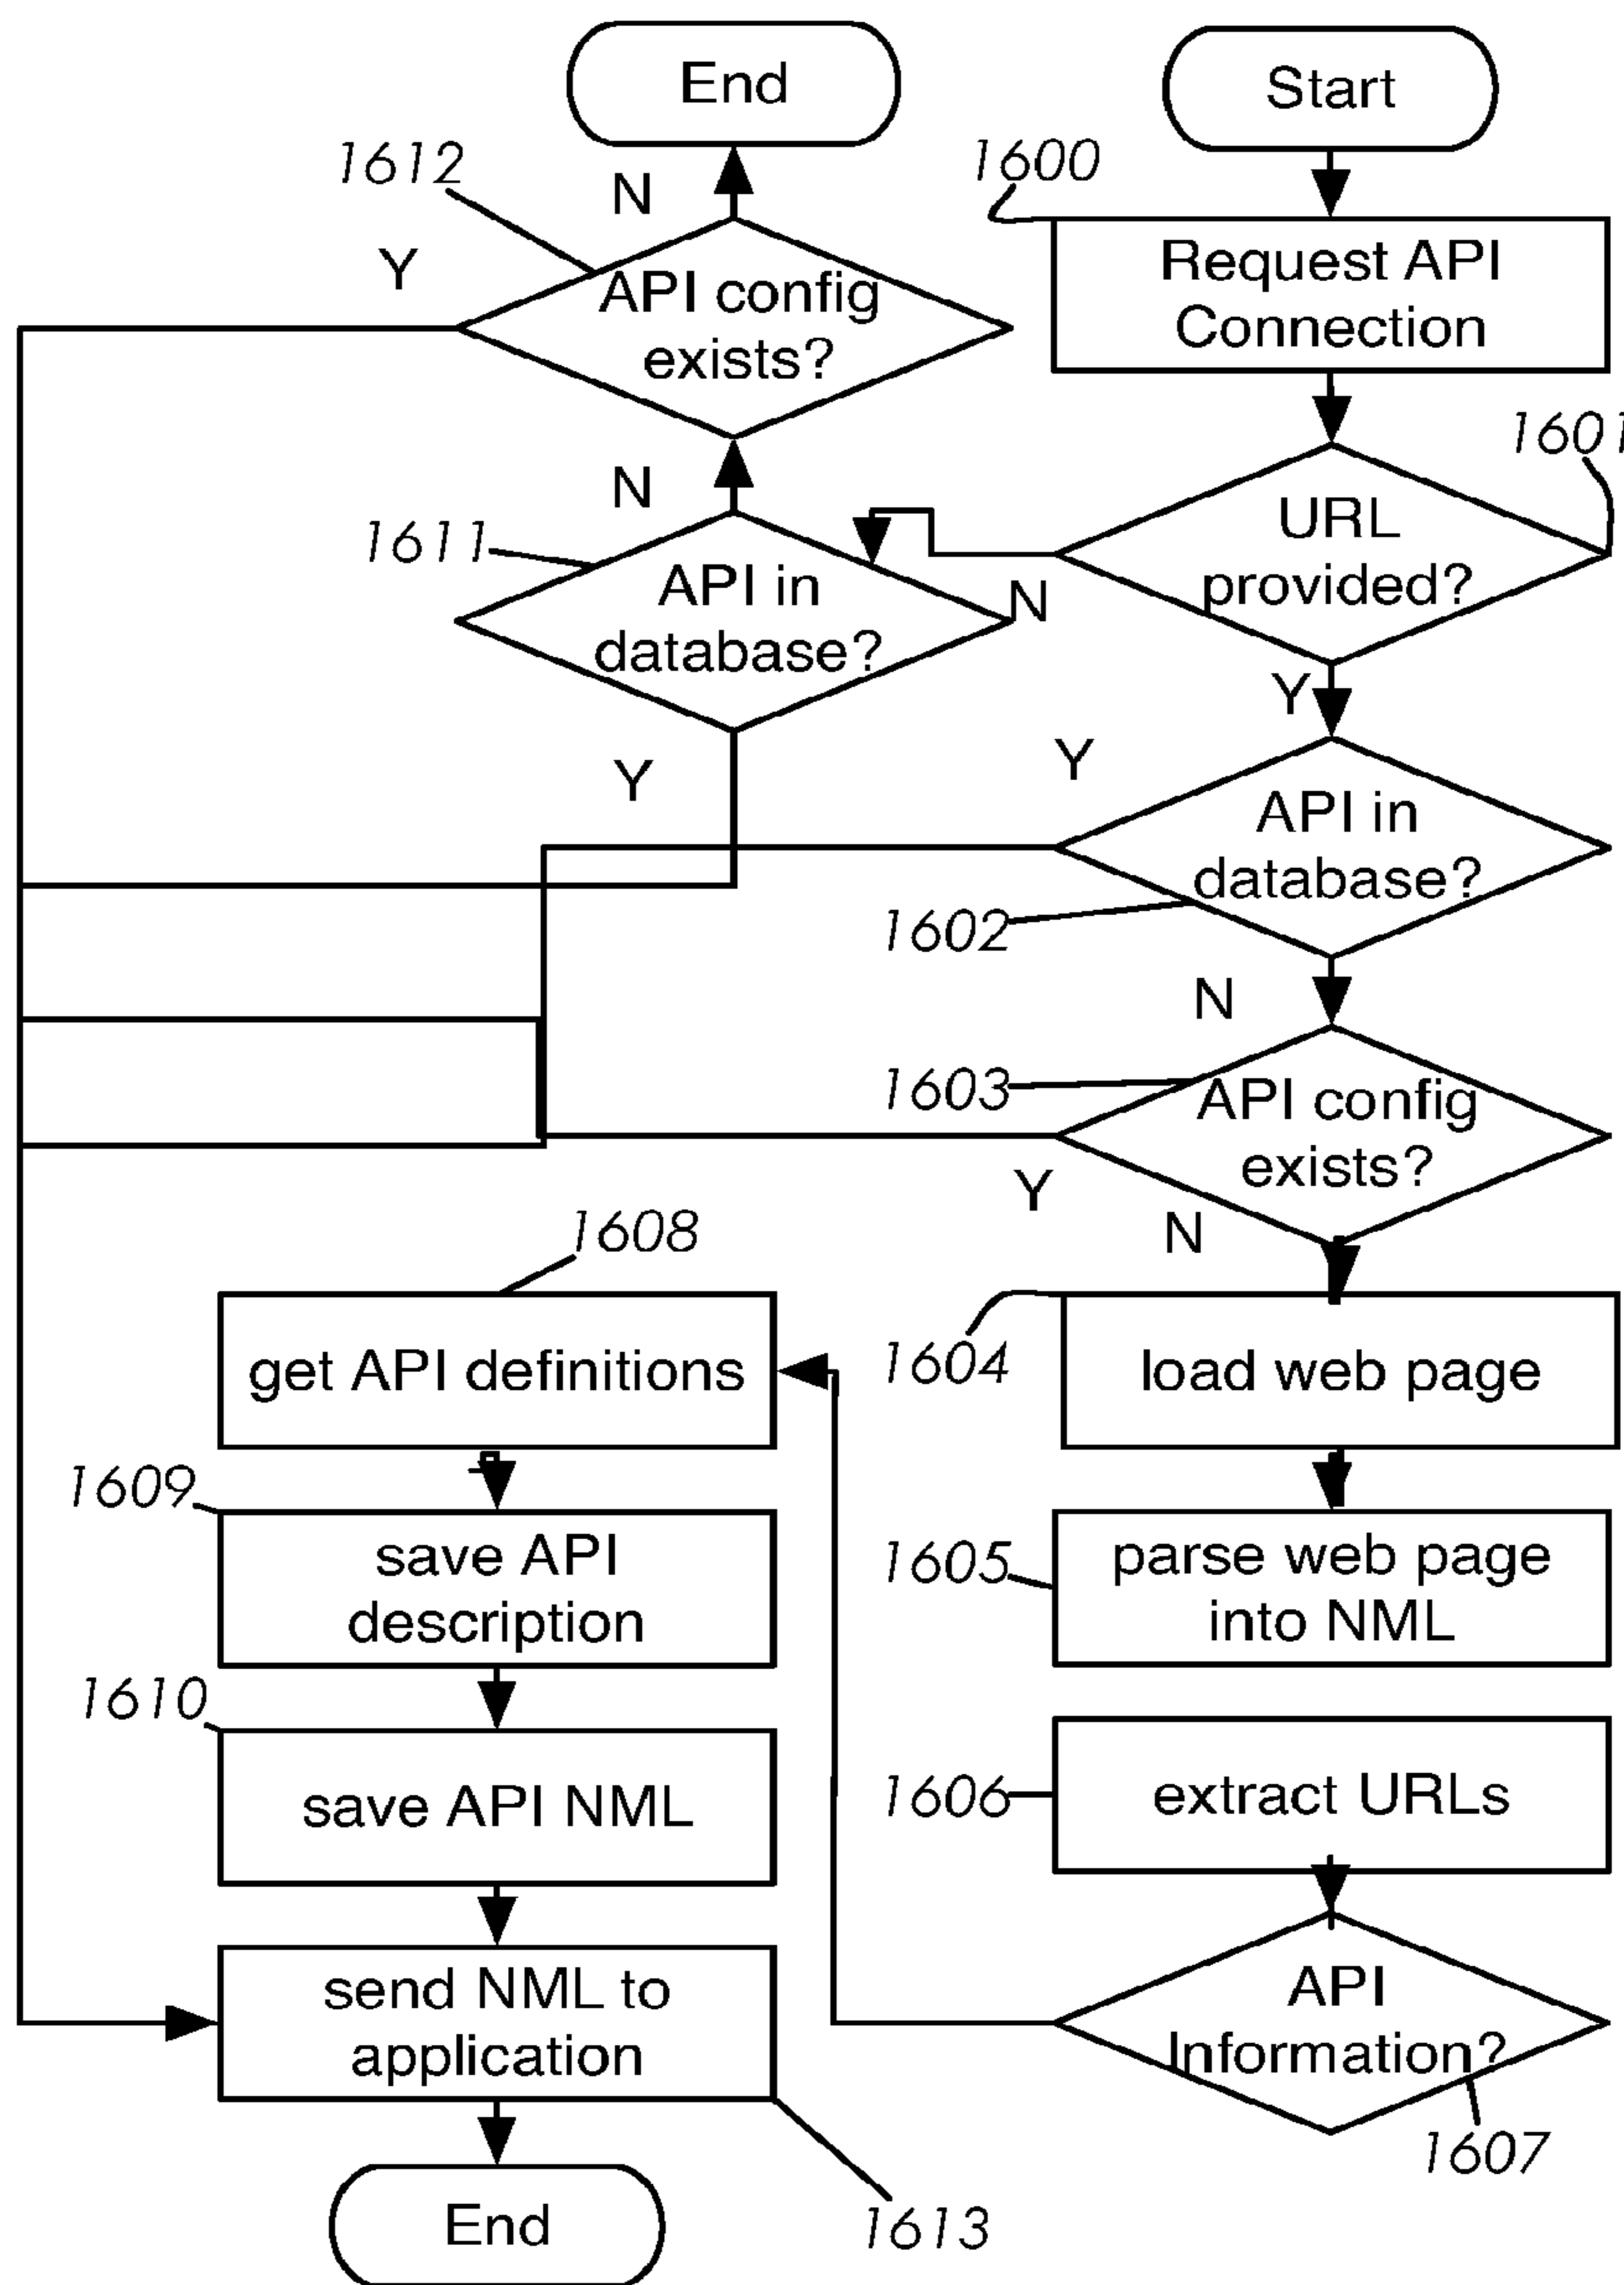 End
Start
1612
1600
N
Y
API config
exists?
Request API
Connection
1601
N
1611
URL
provided?
API in
database?
N
Y
Y
Y
API in
database?
1602
N
1603
API config
exists?
Y
N
1608
1604
get API definitions
load web page
1609
save API
description
1605
parse web page
into NML
1610
save API NML
1606
extract URLs
send NML to
application
API
Information?
1607
1613
End